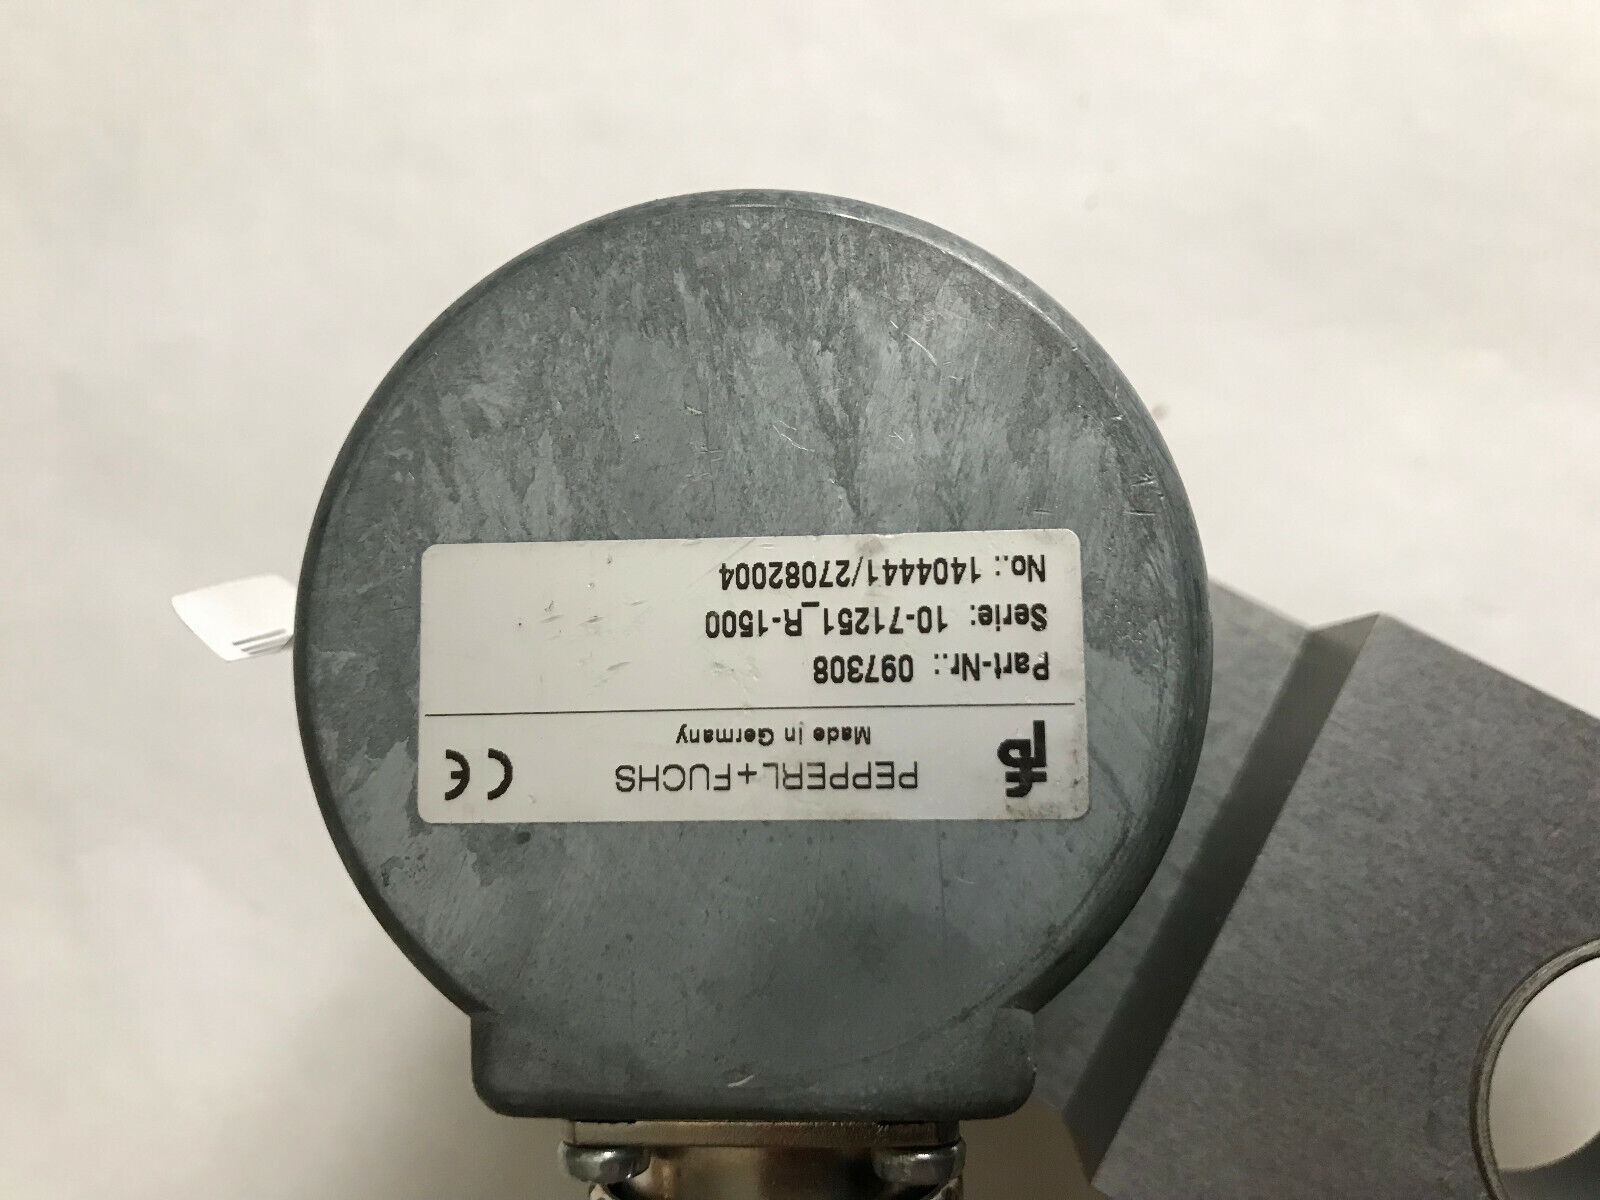 PEPPERL+FUCHS
Made in Germany
CE
Part-Nr.: 097308
Serie: 10-71251_R-1500
No.: 1404441/27082004